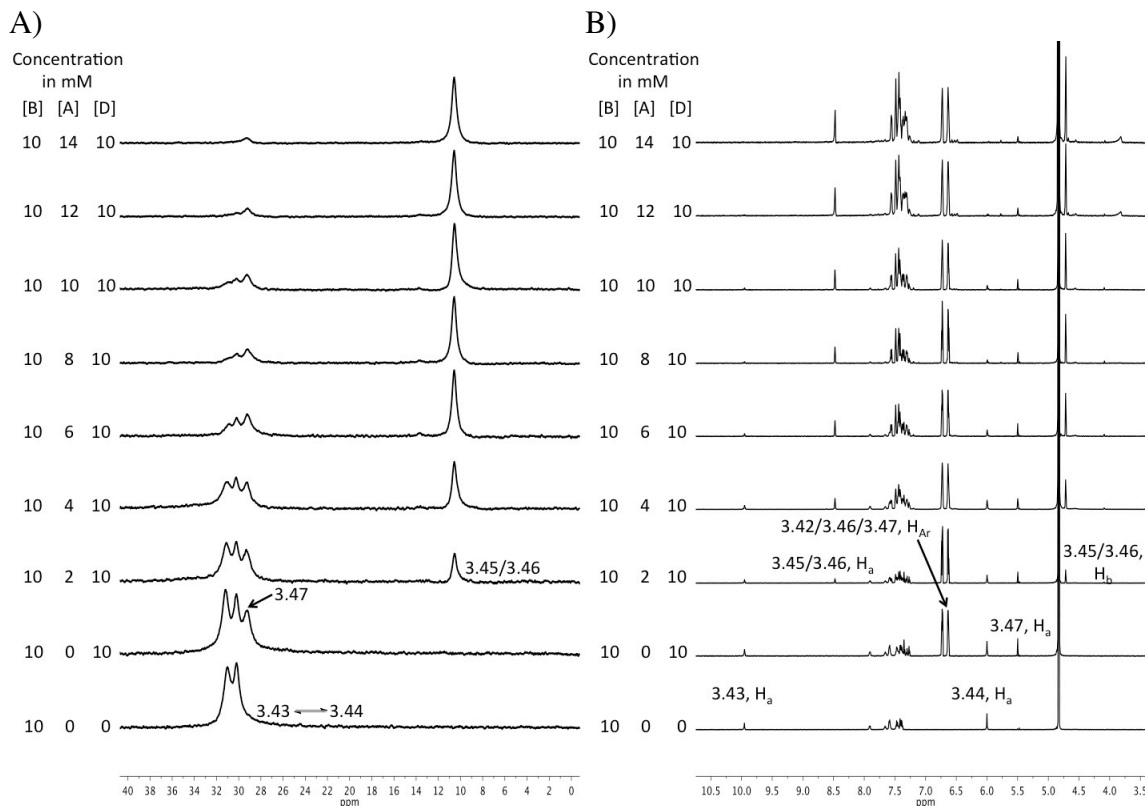 A)
Concentration
in mM
[B] [A] [D]
10 14 10
10 12 10
10 10 10
10 8 10
10 6 10
10 4 10
10 2 10
3.45/3.46
3.47
10 0 10
3.43 3.44
10 0 0
40 38 36 34 32 30 28 26 24 22 20 18 16 14 12 10 8 6 4 2 0
ppm
B)
Concentration
in mM
[B] [A] [D]
10 14 10
10 12 10
10 10 10
10 8 10
10 6 10
10 4 10
3.42/3.46/3.47, HAr
3.45/3.46, Ha
3.45/3.46,
Hb
10 2 10
3.47, Ha
10 0 10
3.43, Ha
3.44, Ha
10 0 0
10.5 10.0 9.5 9.0 8.5 8.0 7.5 7.0 6.5 6.0 5.5 5.0 4.5 4.0 3.5
ppm